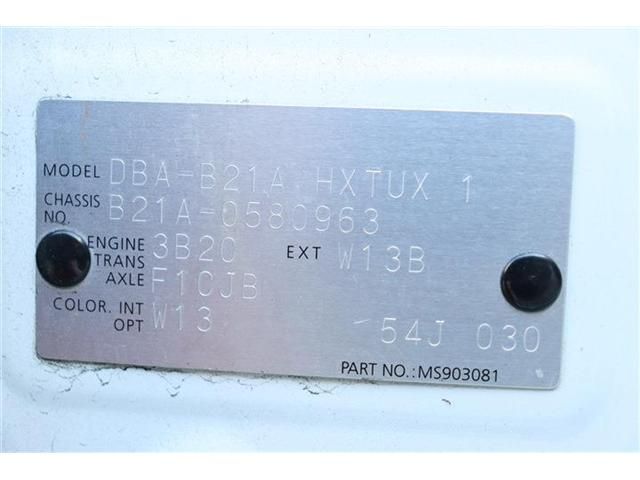 MODEL DBA-B21A HXTUX 1
CHASSIS NO. B21A-0580963
ENGINE 3B20 EXT W13B
TRANS AXLE F1CJB
COLOR. INT OPT W13
-54J 030
PART NO.:MS903081